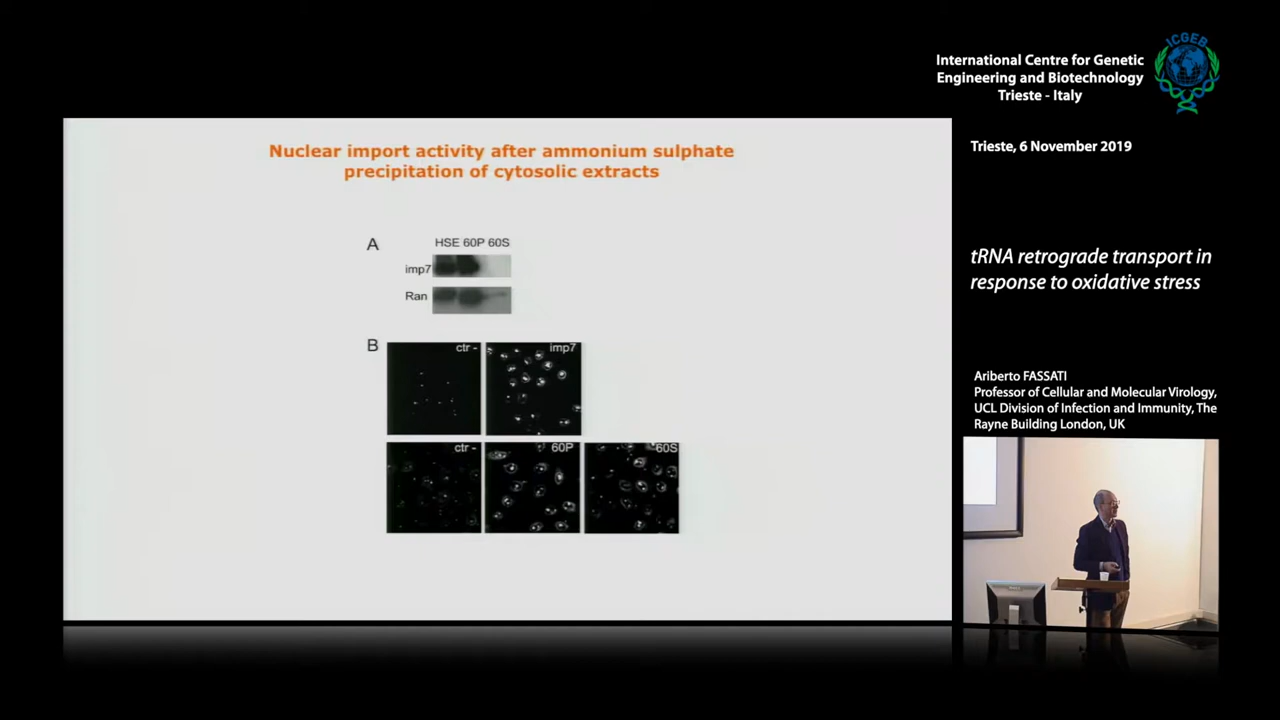 ICGEB
International Centre for Genetic
Engineering and Biotechnology
Trieste - Italy
Trieste, 6 November 2019
Nuclear import activity after ammonium sulphate
precipitation of cytosolic extracts
A
HSE 60P 60S
imp7
Ran
B
ctr -
imp7
ctr -
60P
60S
tRNA retrograde transport in
response to oxidative stress
Ariberto FASSATI
Professor of Cellular and Molecular Virology,
UCL Division of Infection and Immunity, The
Rayne Building London, UK